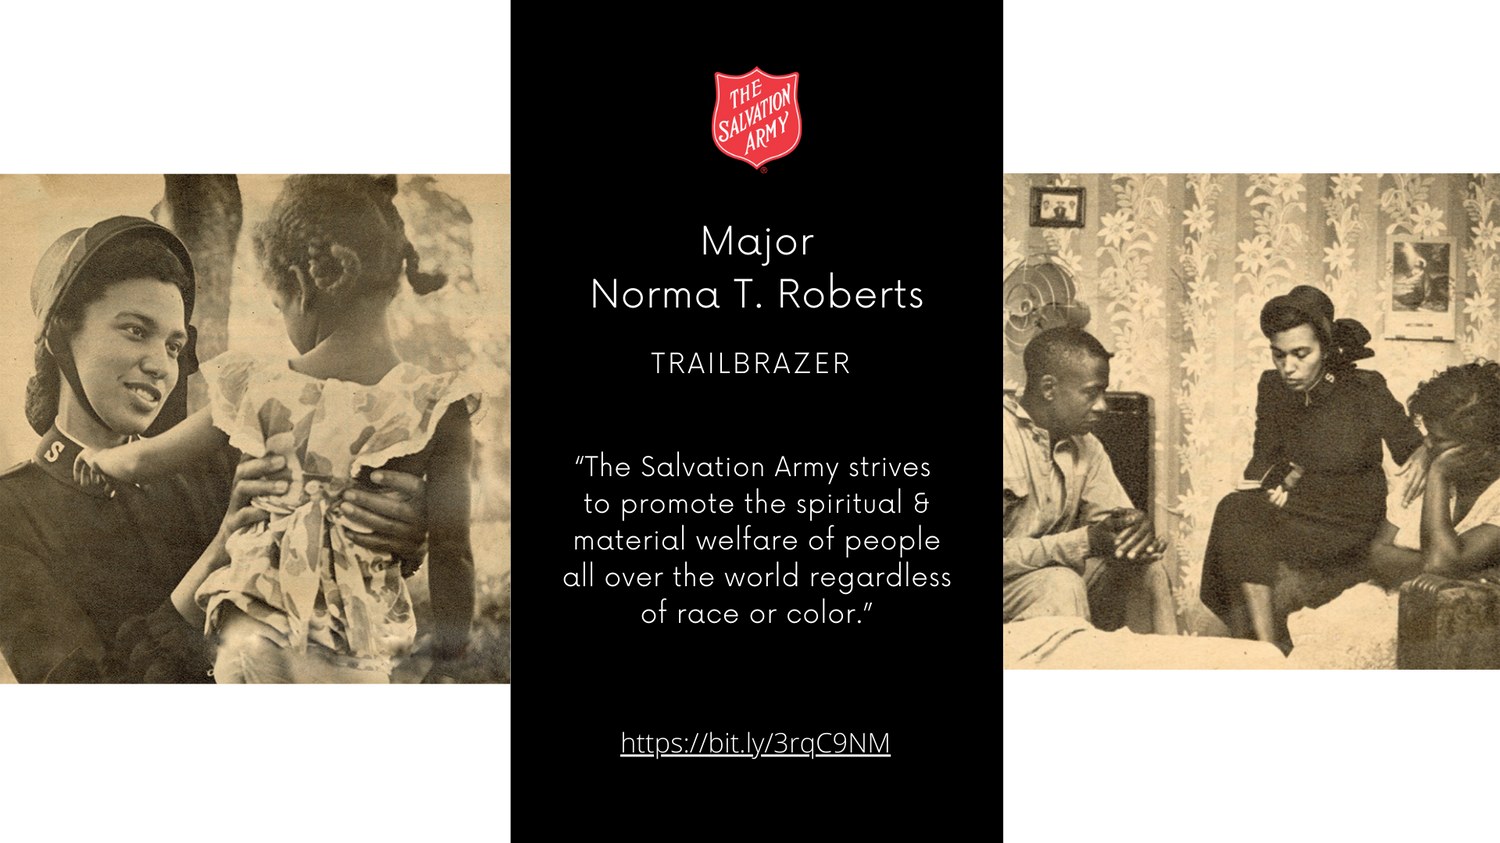 THE
SALVATION
ARMY
Major
Norma T. Roberts
TRAILBRAZER
“The Salvation Army strives
to promote the spiritual &
material welfare of people
all over the world regardless
of race or color.”
https://bit.ly/3rqC9NM
S